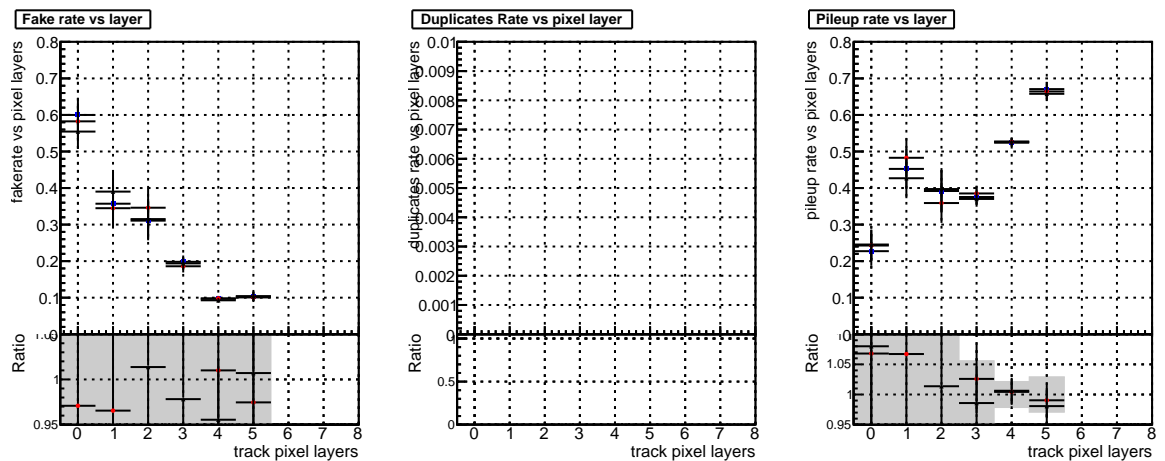 Fake rate vs layer
fakerate vs pixel layers
0.8
0.7
0.6
0.5
0.4
0.3
0.2
0.1
Ratio
1
0.95
0 1 2 3 4 5 6 7 8
track pixel layers
Duplicates Rate vs pixel layer
duplicates rate vs pixel layers
0.01
0.009
0.008
0.007
0.006
0.005
0.004
0.003
0.002
0.001
0
Ratio
1
0.5
0
0 1 2 3 4 5 6 7 8
track pixel layers
Pileup rate vs layer
pileup rate vs pixel layers
0.8
0.7
0.6
0.5
0.4
0.3
0.2
0.1
0
Ratio
1.05
1
0.95
0 1 2 3 4 5 6 7 8
track pixel layers